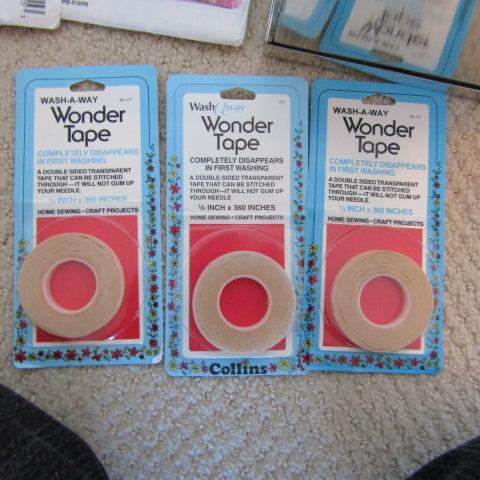 WASH-A-WAY
No. CT
Wonder
Tape
COMPLETELY DISAPPEARS
IN FIRST WASHING
A DOUBLE SIDED TRANSPARENT
TAPE THAT CAN BE STITCHED
THROUGH—IT WILL NOT GUM UP
YOUR NEEDLE.
¼ INCH x 360 INCHES
HOME SEWING • CRAFT PROJECTS
Wash Away
Wonder
Tape
COMPLETELY DISAPPEARS
IN FIRST WASHING
A DOUBLE-SIDED TRANSPARENT
TAPE THAT CAN BE STITCHED
THROUGH—IT WILL NOT GUM UP
YOUR NEEDLE
INCH x 360 INCHES
HOME SEWING • CRAFT PROJECTS
Collins
WASH-A-WAY
No. CT
Wonder
Tape
COMPLETELY DISAPPEARS
IN FIRST WASHING
A DOUBLE SIDED TRANSPARENT
TAPE THAT CAN BE STITCHED
THROUGH—IT WILL NOT GUM UP
YOUR NEEDLE.
¼ INCH x 360 INCHES
HOME SEWING • CRAFT PROJECTS